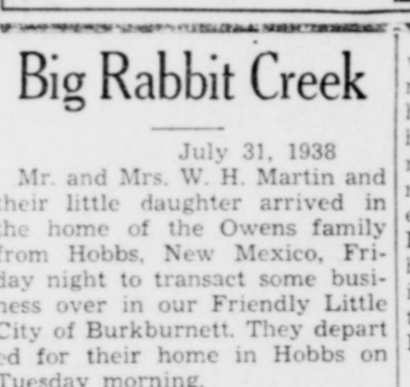 Big Rabbit Creek
July 31, 1938
Mr. and Mrs. W. H. Martin and
their little daughter arrived in
the home of the Owens family
from Hobbs, New Mexico, Fri-
day night to transact some busi-
ness over in our Friendly Little
City of Burkburnett. They depart
ed for their home in Hobbs on
Tuesday morning.